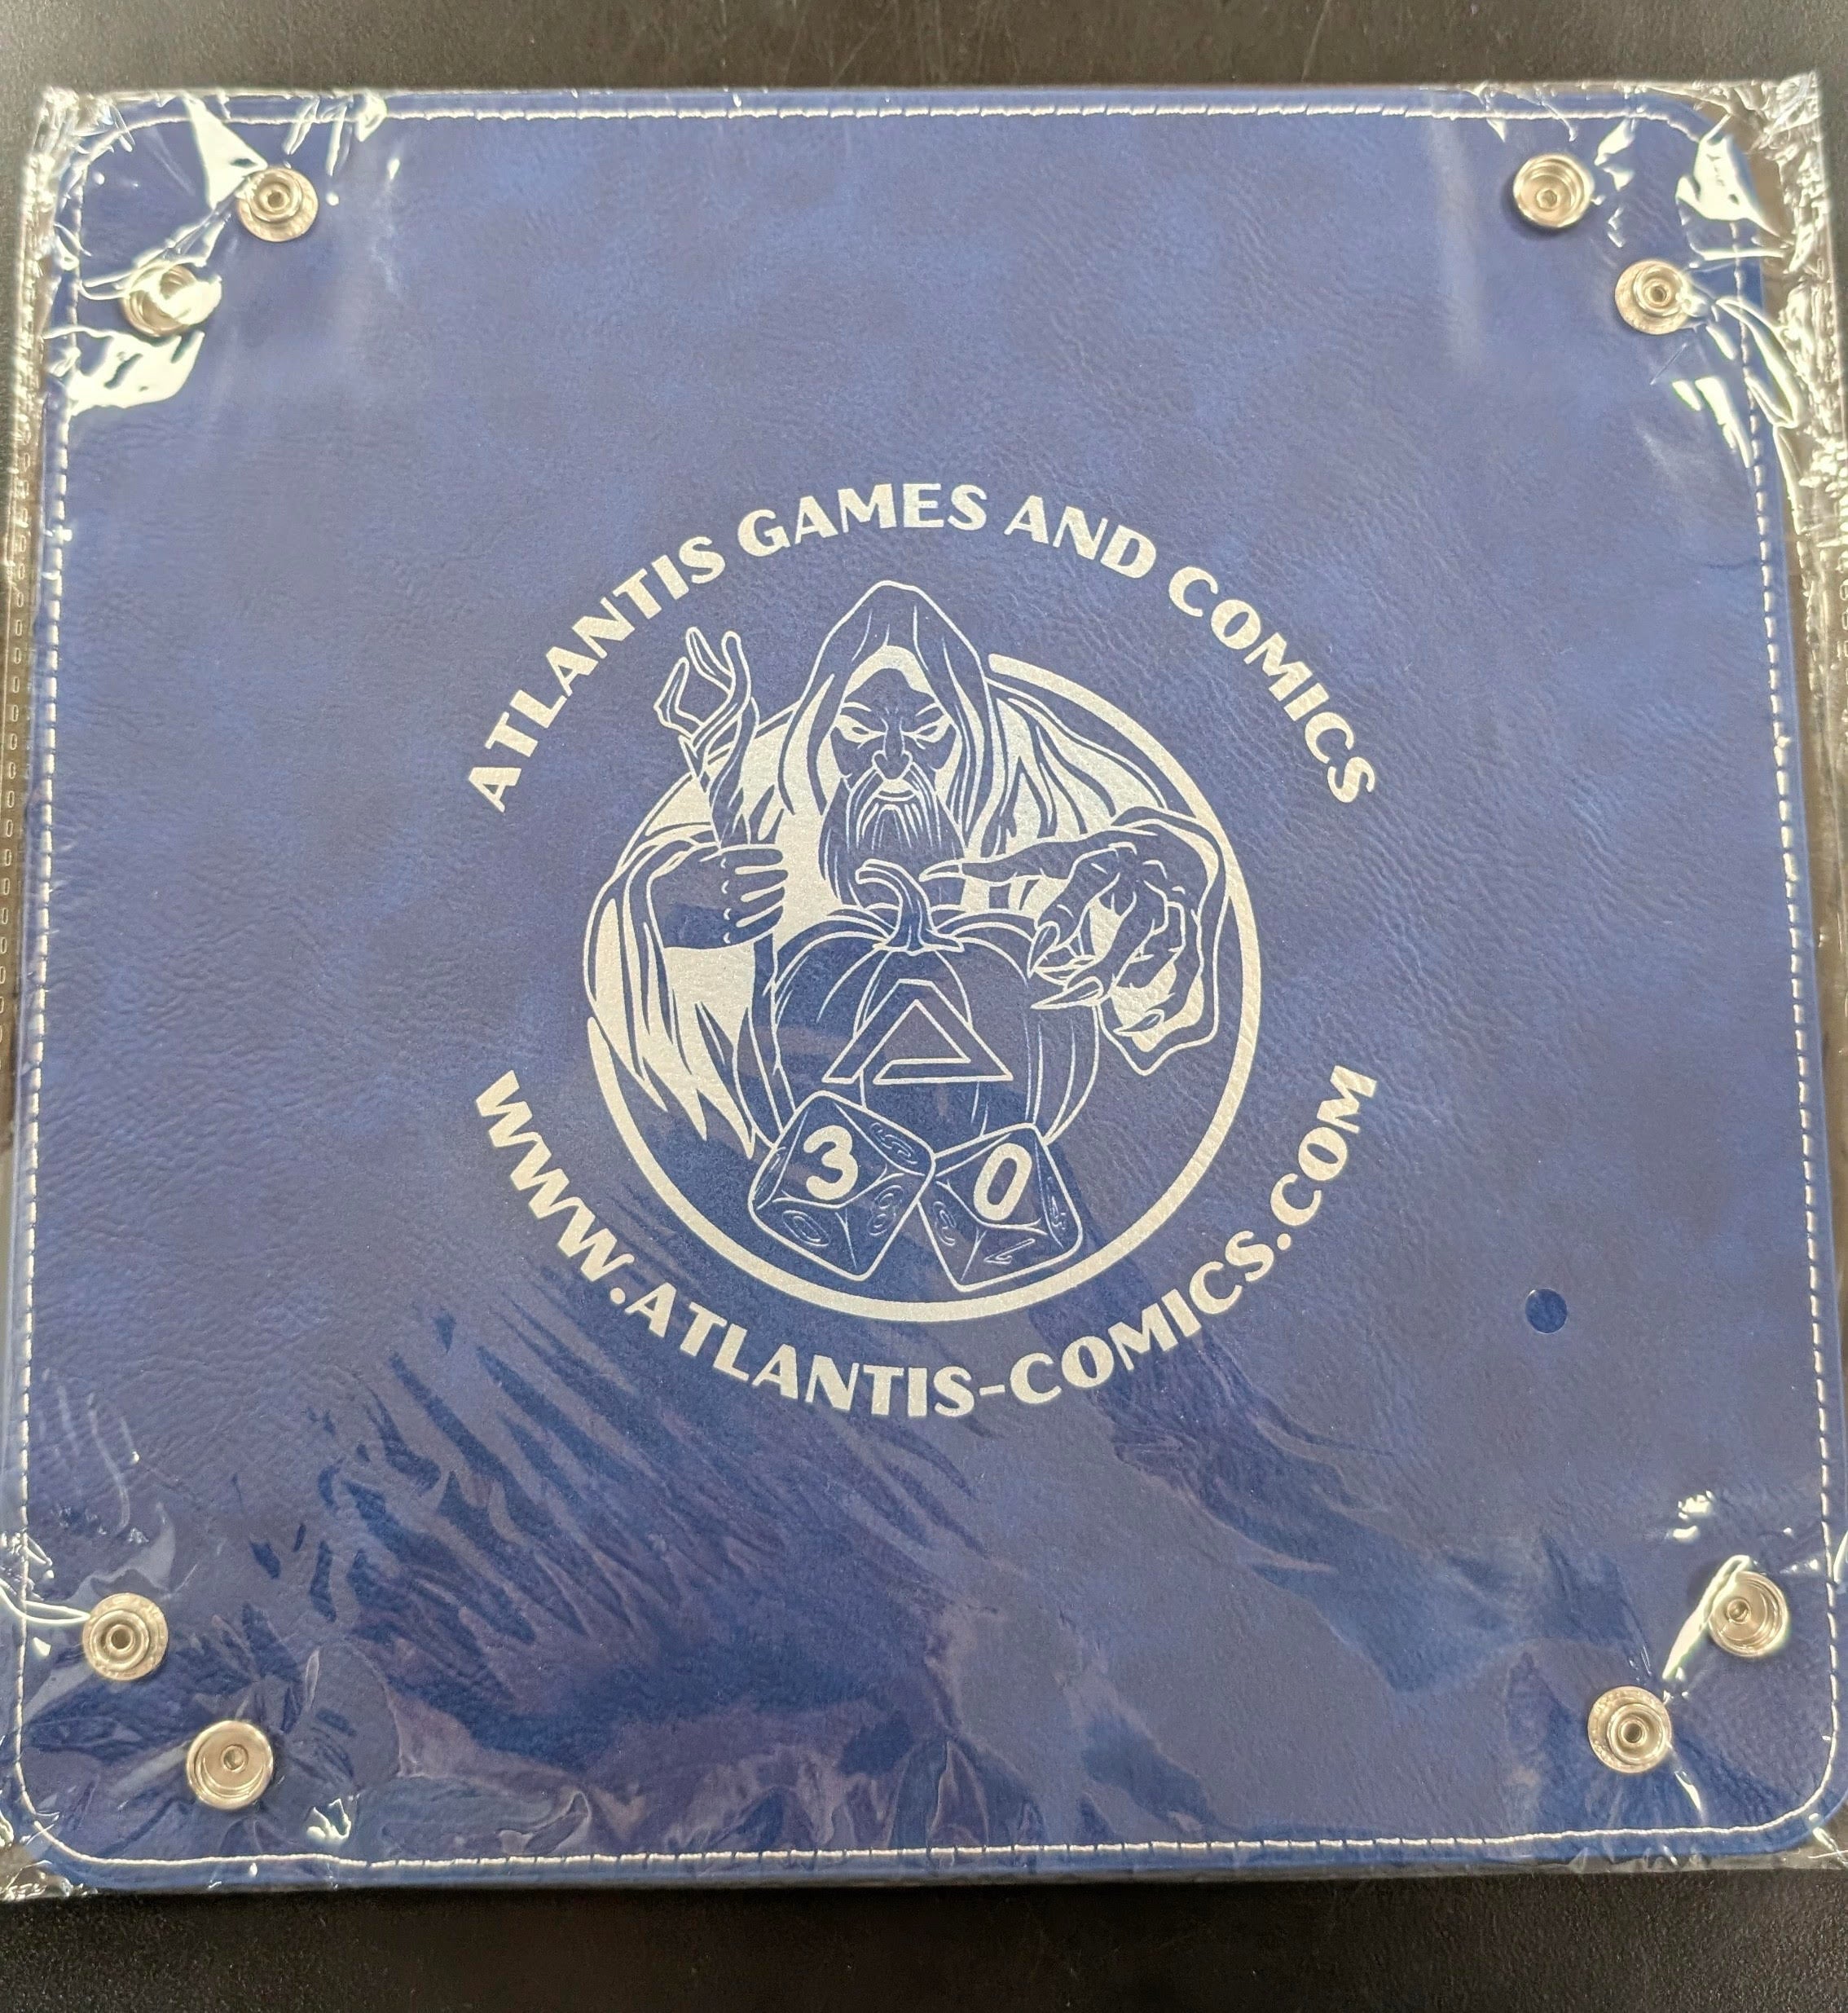 ATLANTIS GAMES AND COMICS
3 0
WWW.ATLANTIS-COMICS.COM